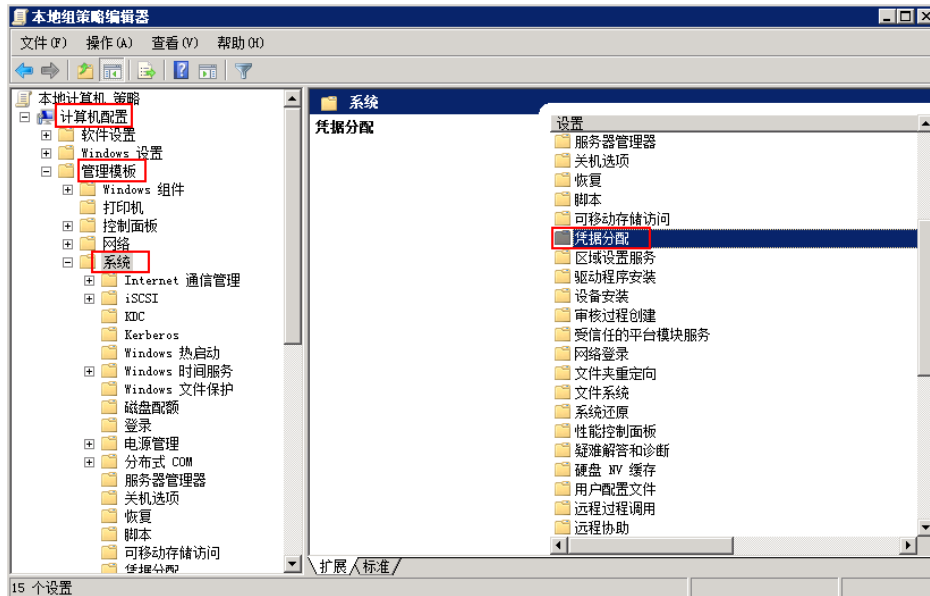 本地组策略编辑器
文件(F) 操作(A) 查看(V) 帮助(H)
本地计算机 策略
计算机配置
软件设置
Windows 设置
管理模板
Windows 组件
打印机
控制面板
网络
系统
Internet 通信管理
iSCSI
KDC
Kerberos
Windows 热启动
Windows 时间服务
Windows 文件保护
磁盘配额
登录
电源管理
分布式 COM
服务器管理器
关机选项
恢复
脚本
可移动存储访问
凭据分配
系统
凭据分配
设置
服务器管理器
关机选项
恢复
脚本
可移动存储访问
凭据分配
区域设置服务
驱动程序安装
设备安装
审核过程创建
受信任的平台模块服务
网络登录
文件夹重定向
文件系统
系统还原
性能控制面板
疑难解答和诊断
硬盘 NV 缓存
用户配置文件
远程过程调用
远程协助
扩展 标准
15 个设置